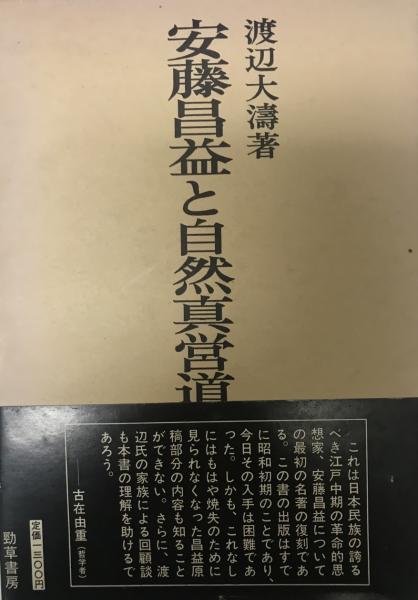 渡辺大濤著
安藤昌益と自然真営道
これは日本民族の誇る
べき江戸中期の革命的思
想家、安藤昌益について
の最初の名著の復刻であ
る。この書の出版はすで
に昭和初期のことであり、
今日その入手は困難であ
った。しかも、これなし
にはもはや焼失のために
見られなくなった昌益原
稿部分の内容も知ること
ができない。さらに、渡
辺氏の家族による回顧談
も本書の理解を助けるで
あろう。
──古在由重（哲学者）
定価一三〇〇円
勁草書房